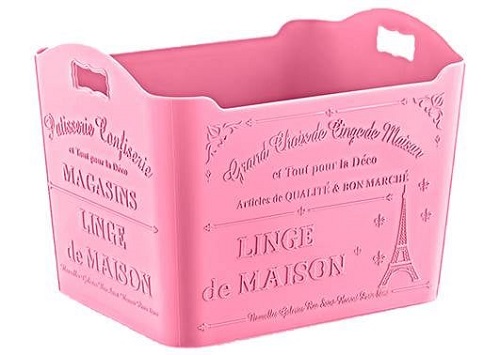 Patisserie Confiserie
et Tout pour la Déco
MAGASINS
LINGE
de MAISON
Grand Choix de Linge de Maison
et Tout pour la Déco
Articles de QUALITÉ & BON MARCHÉ
LINGE
de MAISON